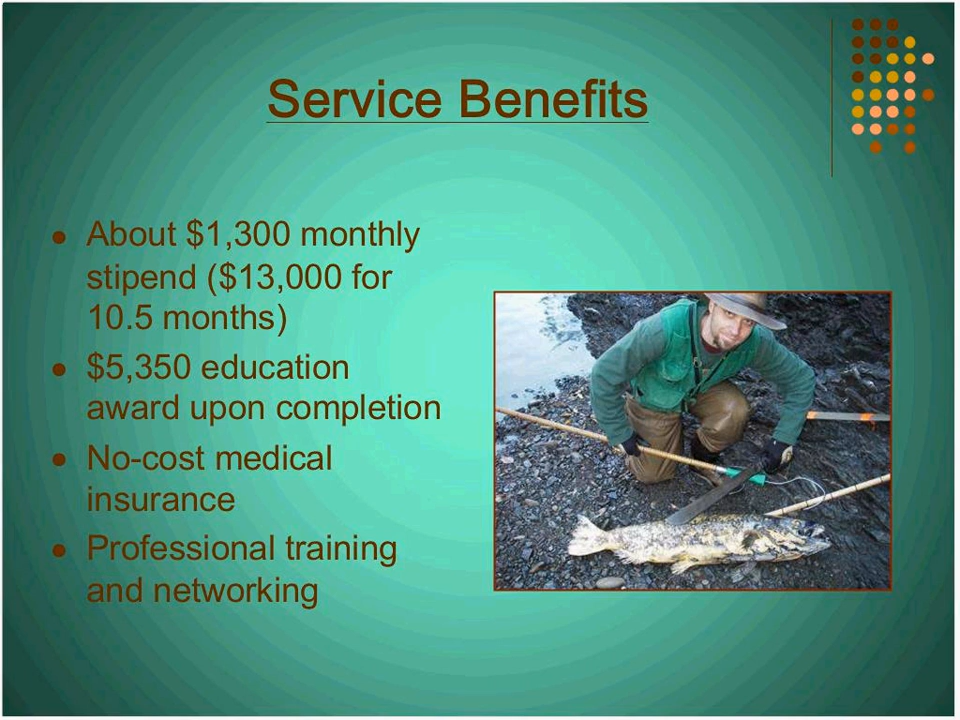 Service Benefits
About $1,300 monthly
stipend ($13,000 for
10.5 months)
$5,350 education
award upon completion
No-cost medical
insurance
Professional training
and networking